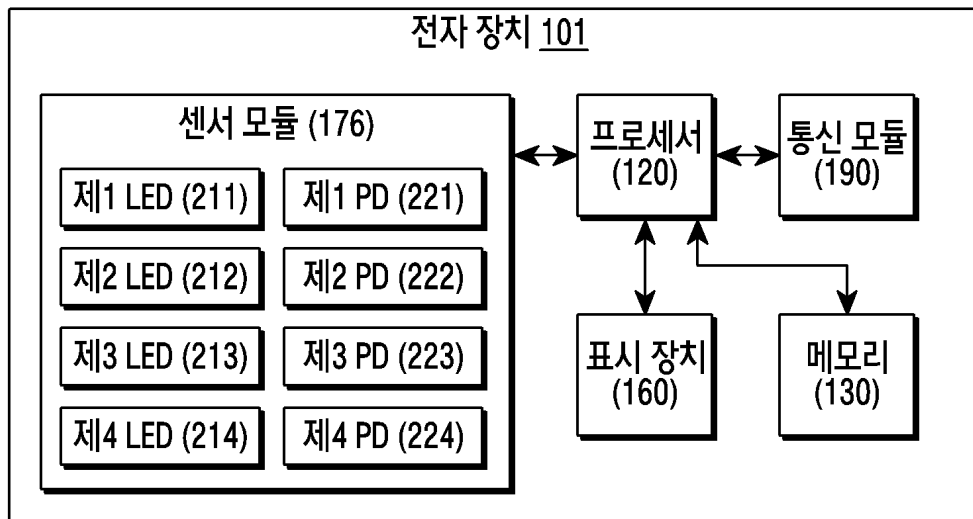 전자 장치 101
센서 모듈 (176)
제1 LED (211)
제1 PD (221)
제2 LED (212)
제2 PD (222)
제3 LED (213)
제3 PD (223)
제4 LED (214)
제4 PD (224)
프로세서
(120)
통신 모듈
(190)
표시 장치
(160)
메모리
(130)